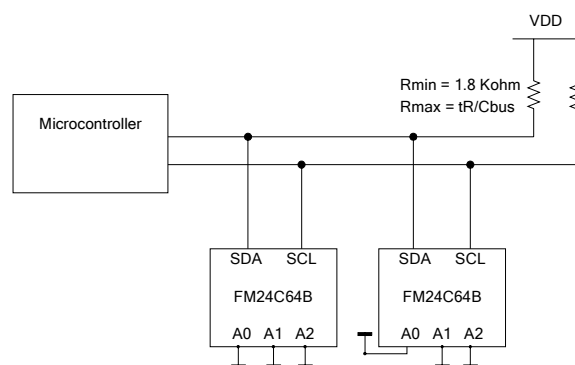 VDD
Rmin = 1.8 Kohm
Rmax = tR/Cbus
Microcontroller
SDA SCL
SDA SCL
FM24C64B
FM24C64B
A0 A1 A2
A0 A1 A2